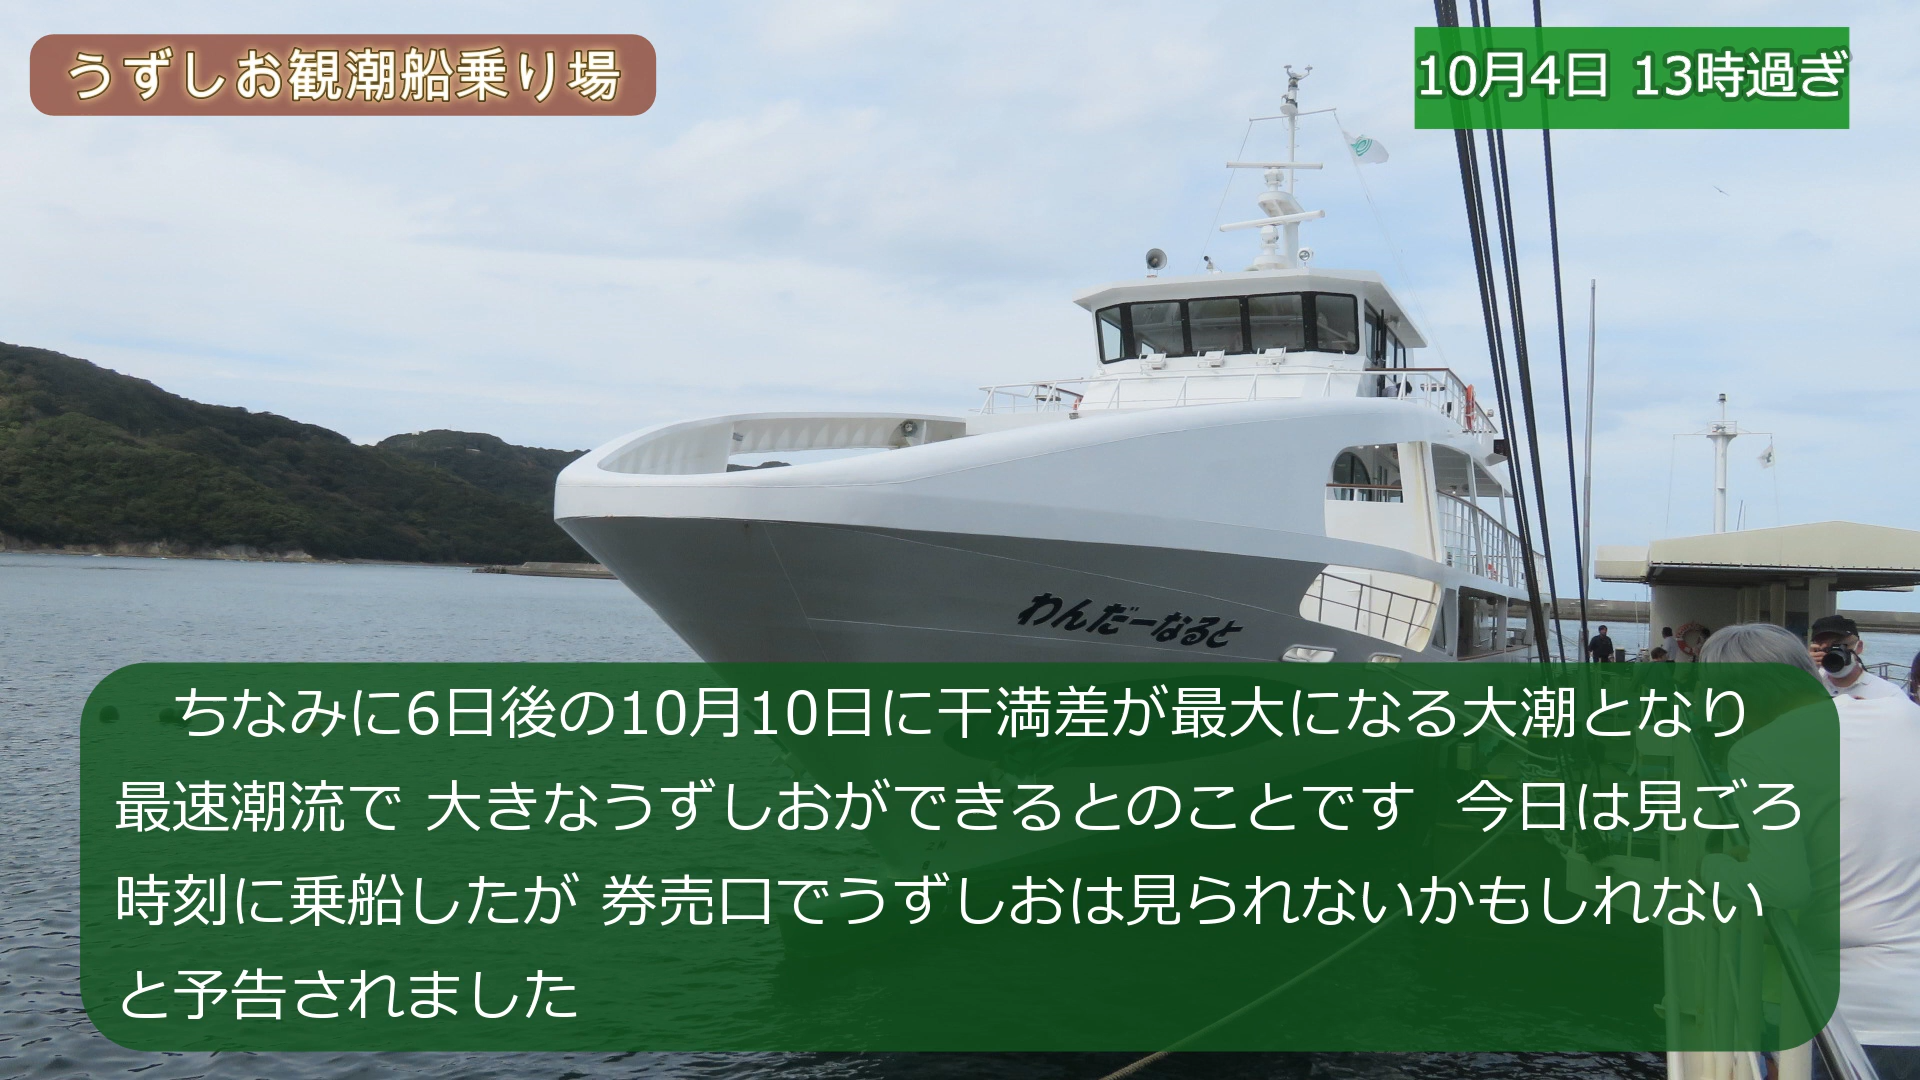 うずしお観潮船乗り場
10月4日 13時過ぎ
わんだーなると
ちなみに6日後の10月10日に干満差が最大になる大潮となり
最速潮流で 大きなうずしおができるとのことです 今日は見ごろ
時刻に乗船したが 券売口でうずしおは見られないかもしれない
と予告されました